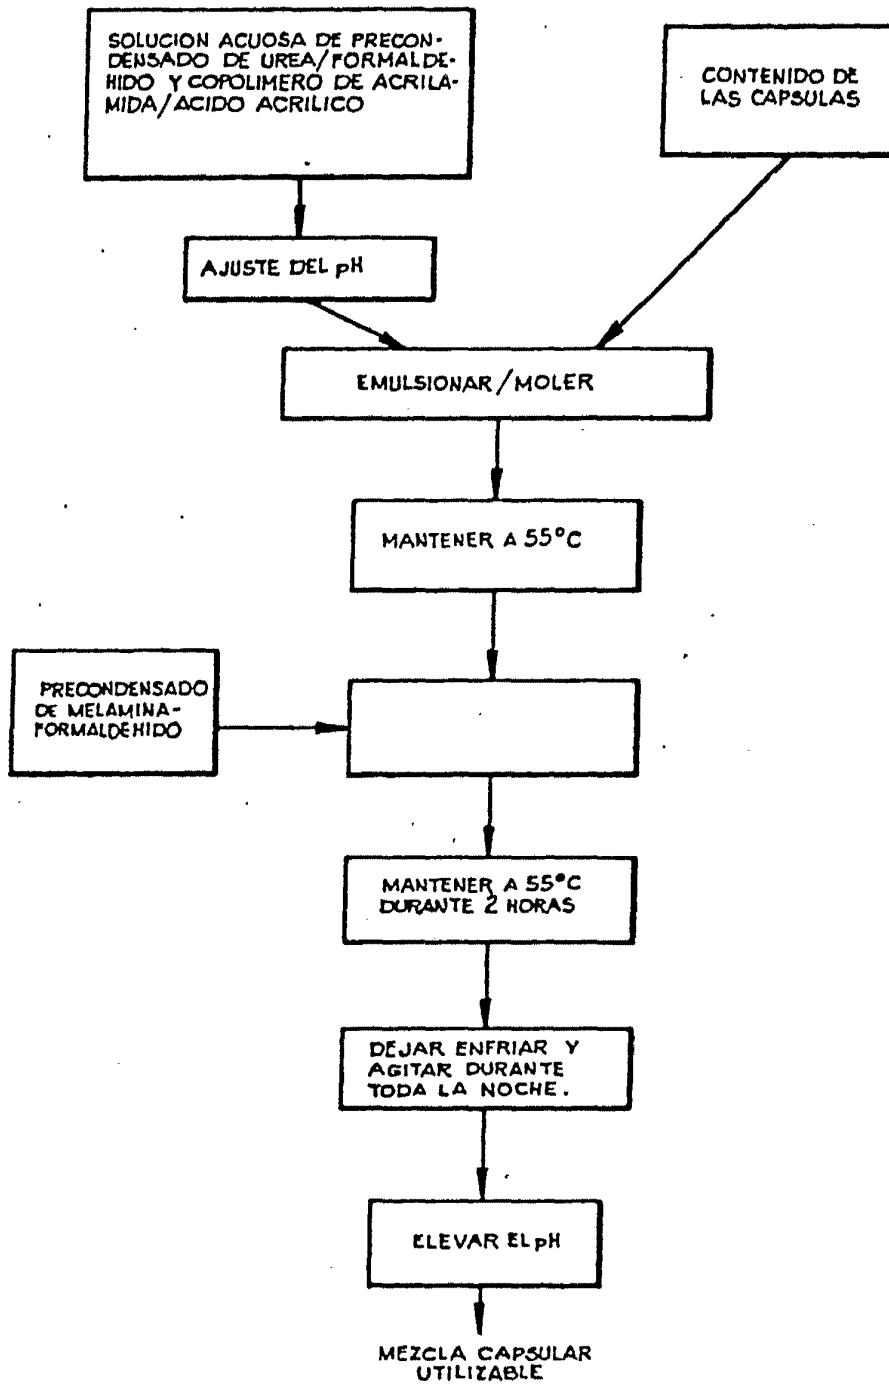 SOLUCION ACUOSA DE PRECON-
DENSADO DE UREA/FORMALDE-
HIDO Y COPOLIMERO DE ACRILA-
MIDA/ACIDO ACRILICO
CONTENIDO DE
LAS CAPSULAS
AJUSTE DEL pH
EMULSIONAR/MOLER
MANTENER A 55°C
PRECONDENSADO
DE MELAMINA-
FORMALDEHIDO
MANTENER A 55°C
DURANTE 2 HORAS
DEJAR ENFRIAR Y
AGITAR DURANTE
TODA LA NOCHE.
ELEVAR EL pH
MEZCLA CAPSULAR
UTILIZABLE